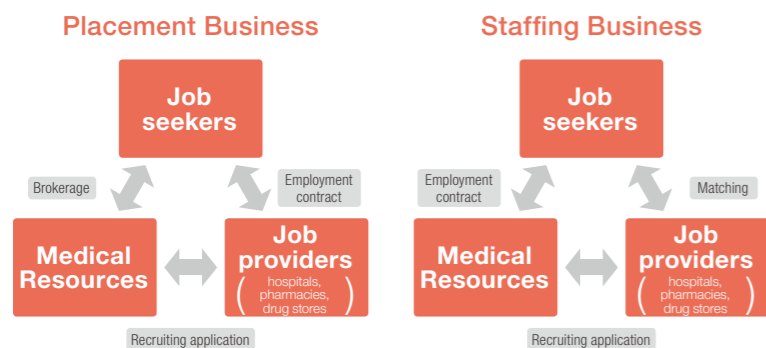 Placement Business
Job
seekers
Brokerage
Employment
contract
Medical
Resources
Job
providers
(hospitals,
pharmacies,
drug stores)
Recruiting application
Staffing Business
Job
seekers
Employment
contract
Matching
Medical
Resources
Job
providers
(hospitals,
pharmacies,
drug stores)
Recruiting application